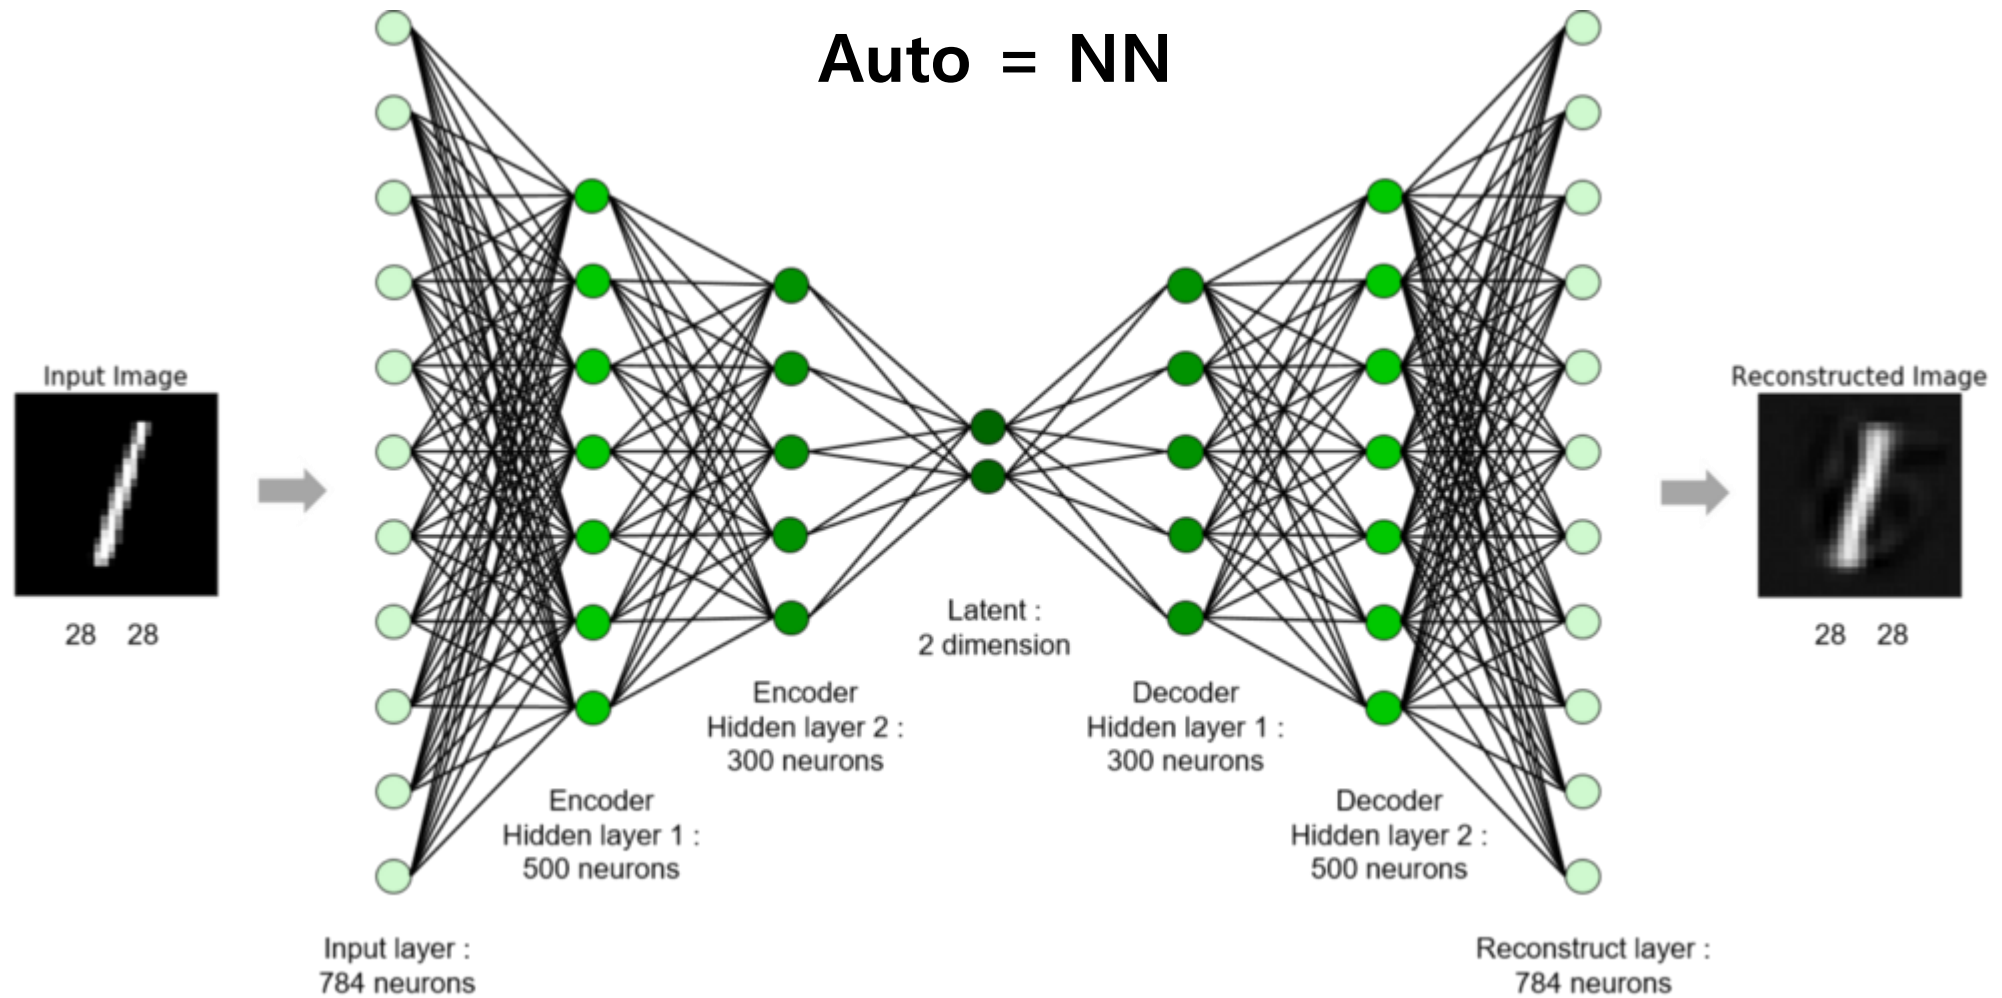 Auto = NN
Input Image
28 28
Reconstructed Image
28 28
Latent :
2 dimension
Encoder
Hidden layer 2 :
300 neurons
Decoder
Hidden layer 1 :
300 neurons
Encoder
Hidden layer 1 :
500 neurons
Decoder
Hidden layer 2 :
500 neurons
Input layer :
784 neurons
Reconstruct layer :
784 neurons